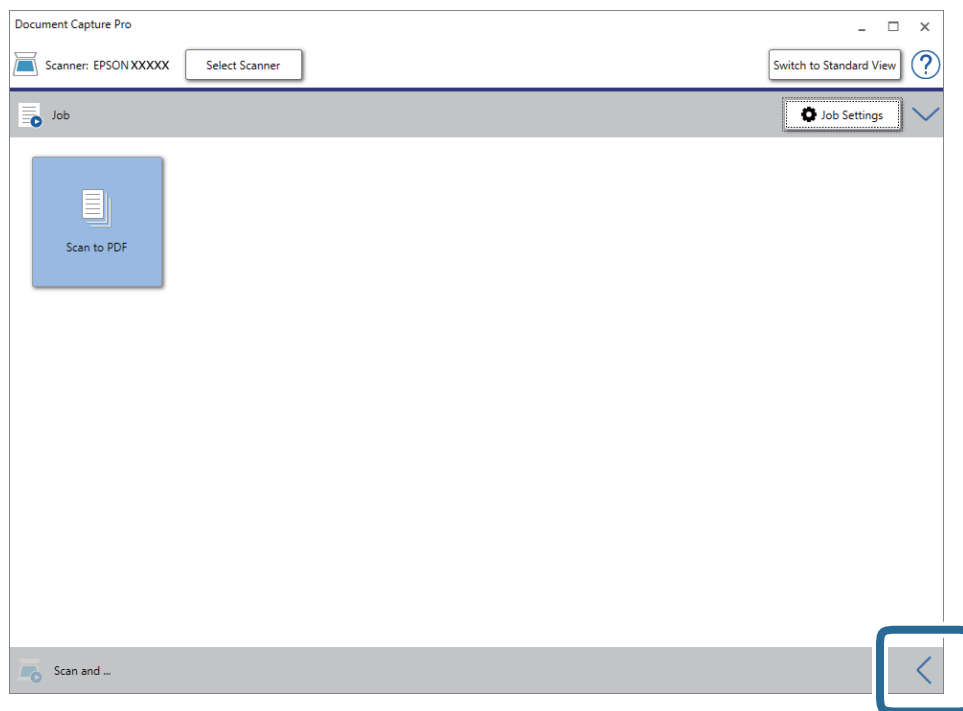 Document Capture Pro
Scanner: EPSON XXXXX Select Scanner Switch to Standard View ?
Job Job Settings
Scan to PDF
Scan and ...